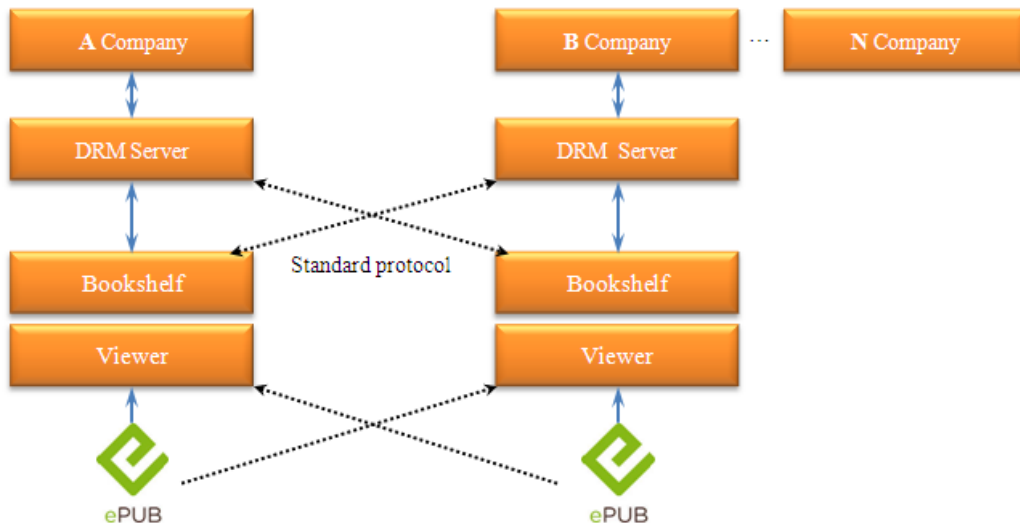 A Company
B Company
...
N Company
DRM Server
DRM Server
Standard protocol
Bookshelf
Bookshelf
Viewer
Viewer
ePUB
ePUB